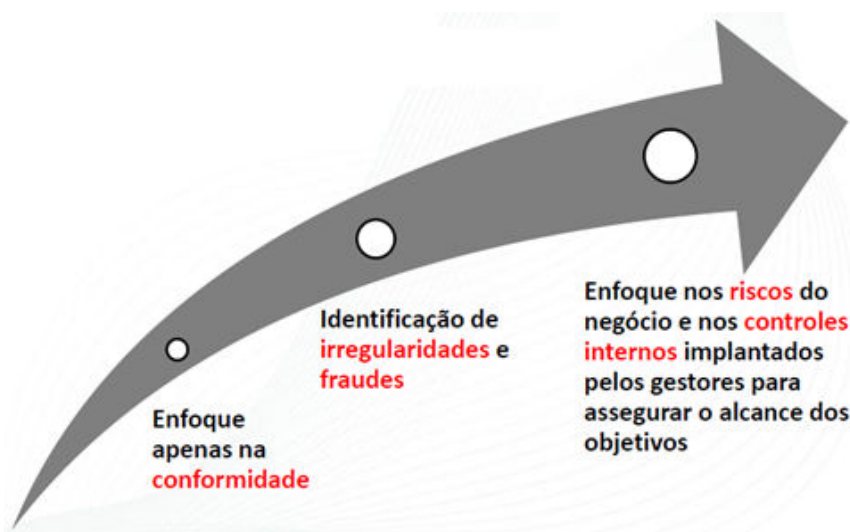 Enfoque
apenas na
conformidade
Identificação de
irregularidades e
fraudes
Enfoque nos riscos do
negócio e nos controles
internos implantados
pelos gestores para
assegurar o alcance dos
objetivos